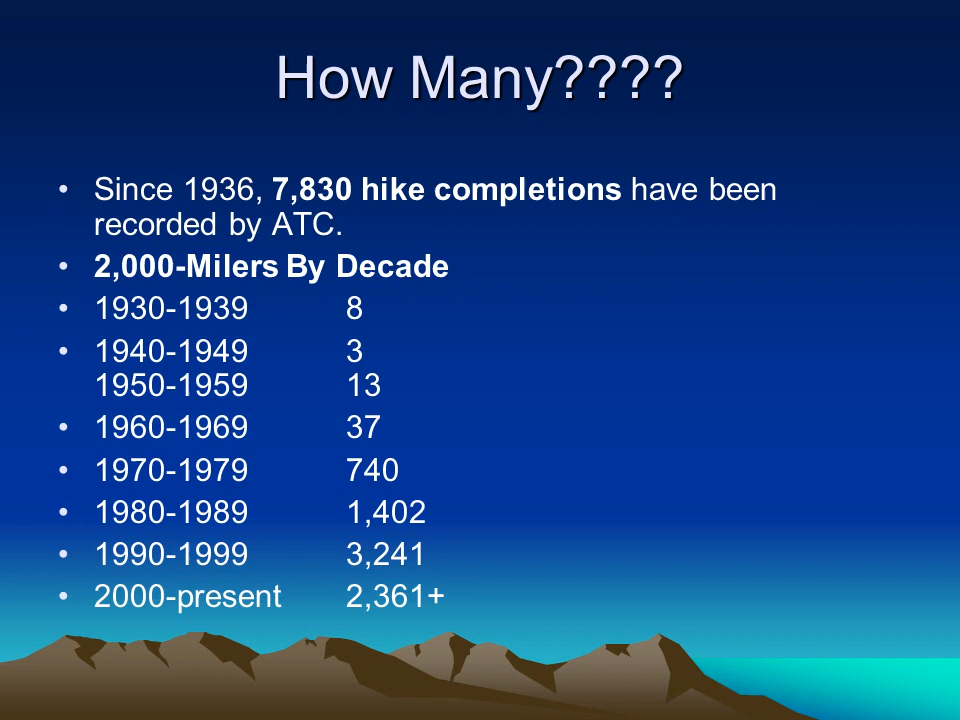 How Many????
• Since 1936, 7,830 hike completions have been
recorded by ATC.
• 2,000-Milers By Decade
• 1930-1939 8
• 1940-1949 3
1950-1959 13
• 1960-1969 37
• 1970-1979 740
• 1980-1989 1,402
• 1990-1999 3,241
• 2000-present 2,361+